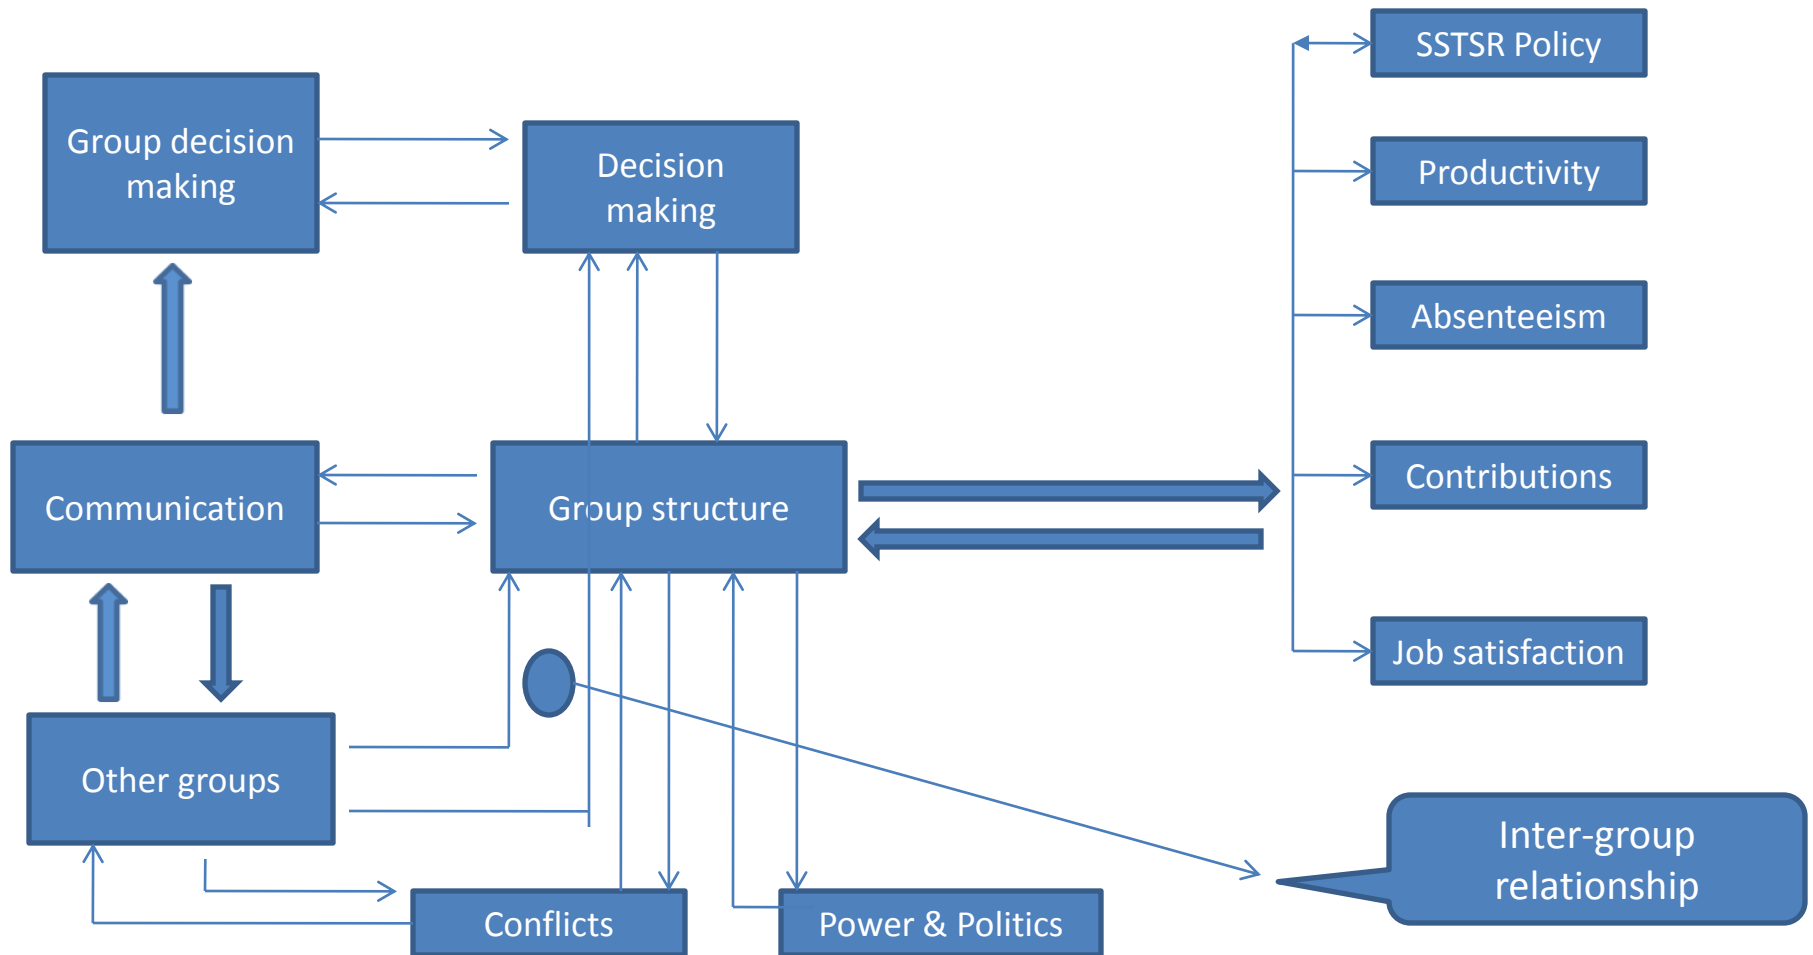 SSTSR Policy
Group decision
making
Decision
making
Productivity
Absenteeism
Communication
Group structure
Contributions
Job satisfaction
Other groups
Inter-group
relationship
Conflicts
Power & Politics